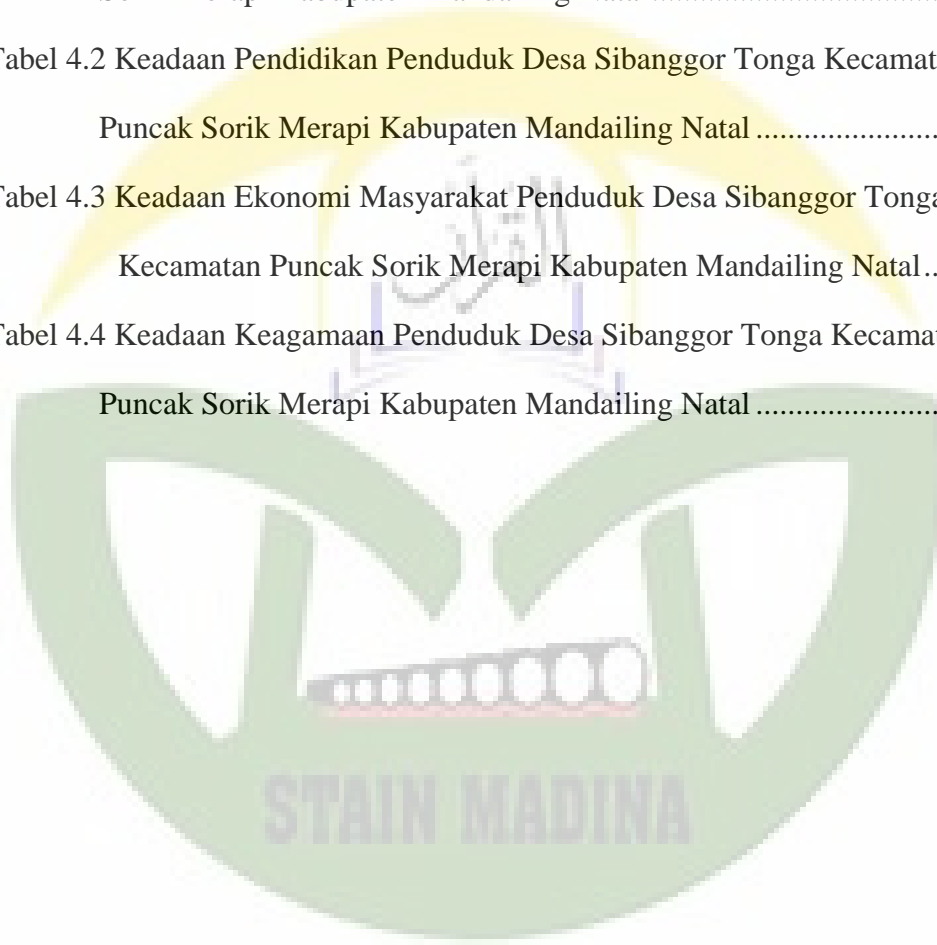 Tabel 4.2 Keadaan Pendidikan Penduduk Desa Sibanggor Tonga
Puncak Sorik Merapi Kabupaten Mandailing Natal ........................
Tabel 4.3 Keadaan Ekonomi Masyarakat Penduduk Desa Sibanggor Tonga
Kecamatan Puncak Sorik Merapi Kabupaten Mandailing Natal..
القرآن
Tabel 4.4 Keadaan Keagamaan Penduduk Desa Sibanggor Tonga
Puncak Sorik Merapi Kabupaten Mandailing Natal ........................
STAIN MADINA